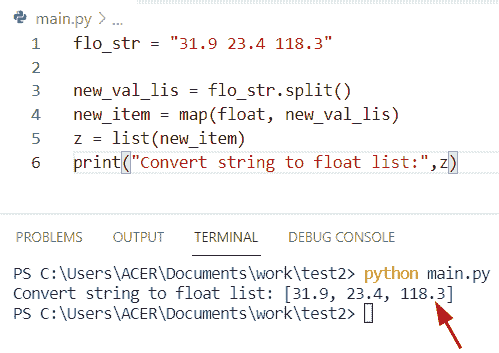 main.py > ...
1 flo_str = "31.9 23.4 118.3"
2
3 new_val_lis = flo_str.split()
4 new_item = map(float, new_val_lis)
5 z = list(new_item)
6 print("Convert string to float list:",z)
PROBLEMS OUTPUT TERMINAL DEBUG CONSOLE
PS C:\Users\ACER\Documents\work\test2> python main.py
Convert string to float list: [31.9, 23.4, 118.3]
PS C:\Users\ACER\Documents\work\test2>